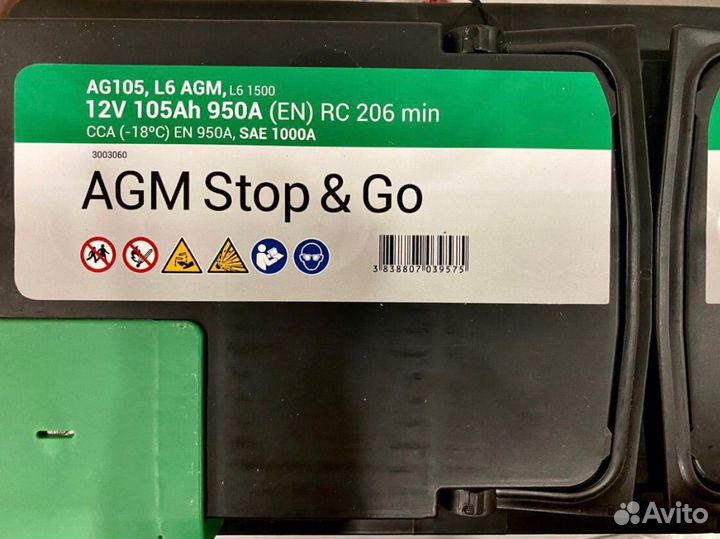 AG105, L6 AGM, L6 1500
12V 105Ah 950A (EN) RC 206 min
CCA (-18ºC) EN 950A, SAE 1000A
3003060
AGM Stop & Go
3 838807 039575
Avito